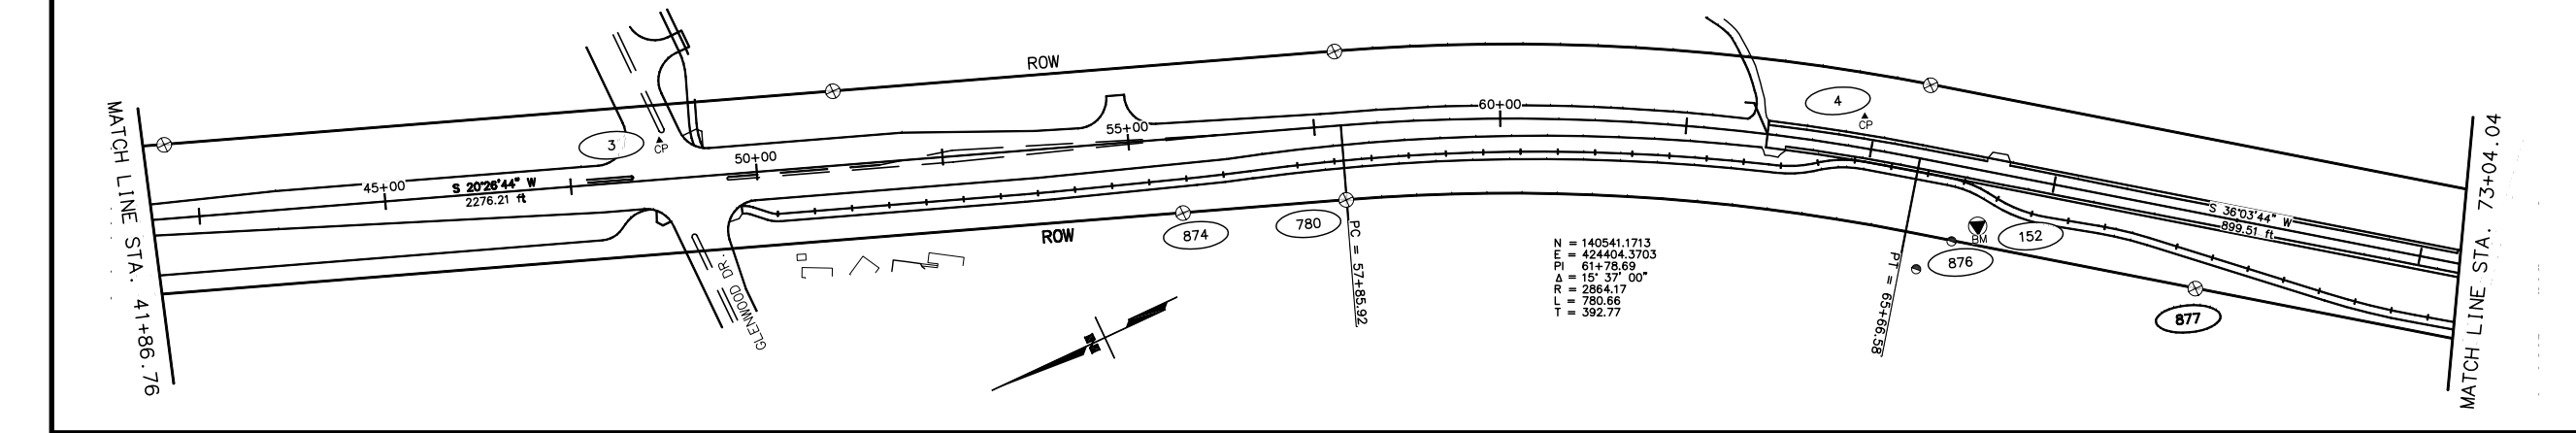 MATCH LINE STA. 41+86.76
45+00
S 20°26'44" W
2276.21 ft
3
CP
GLENWOOD DR.
50+00
ROW
55+00
ROW
874
780
PC = 57+85.92
60+00
N = 140541.1713
E = 424404.3703
PI 61+78.69
Δ = 15° 37' 00"
R = 2864.17
L = 780.66
T = 392.77
4
CP
PT = 65+66.58
BM
152
876
877
S 36°03'44" W
899.51 ft
MATCH LINE STA. 73+04.04